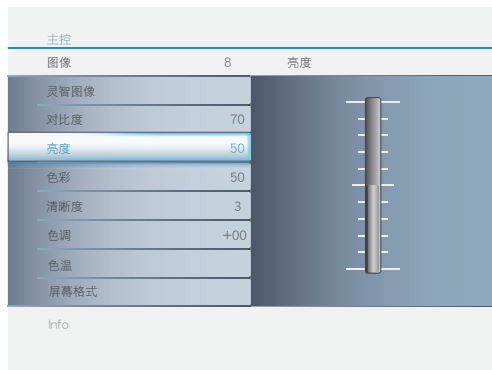 主控
图像 8 亮度
灵智图像
对比度 70
亮度 50
色彩 50
清晰度 3
色调 +00
色温
屏幕格式
Info